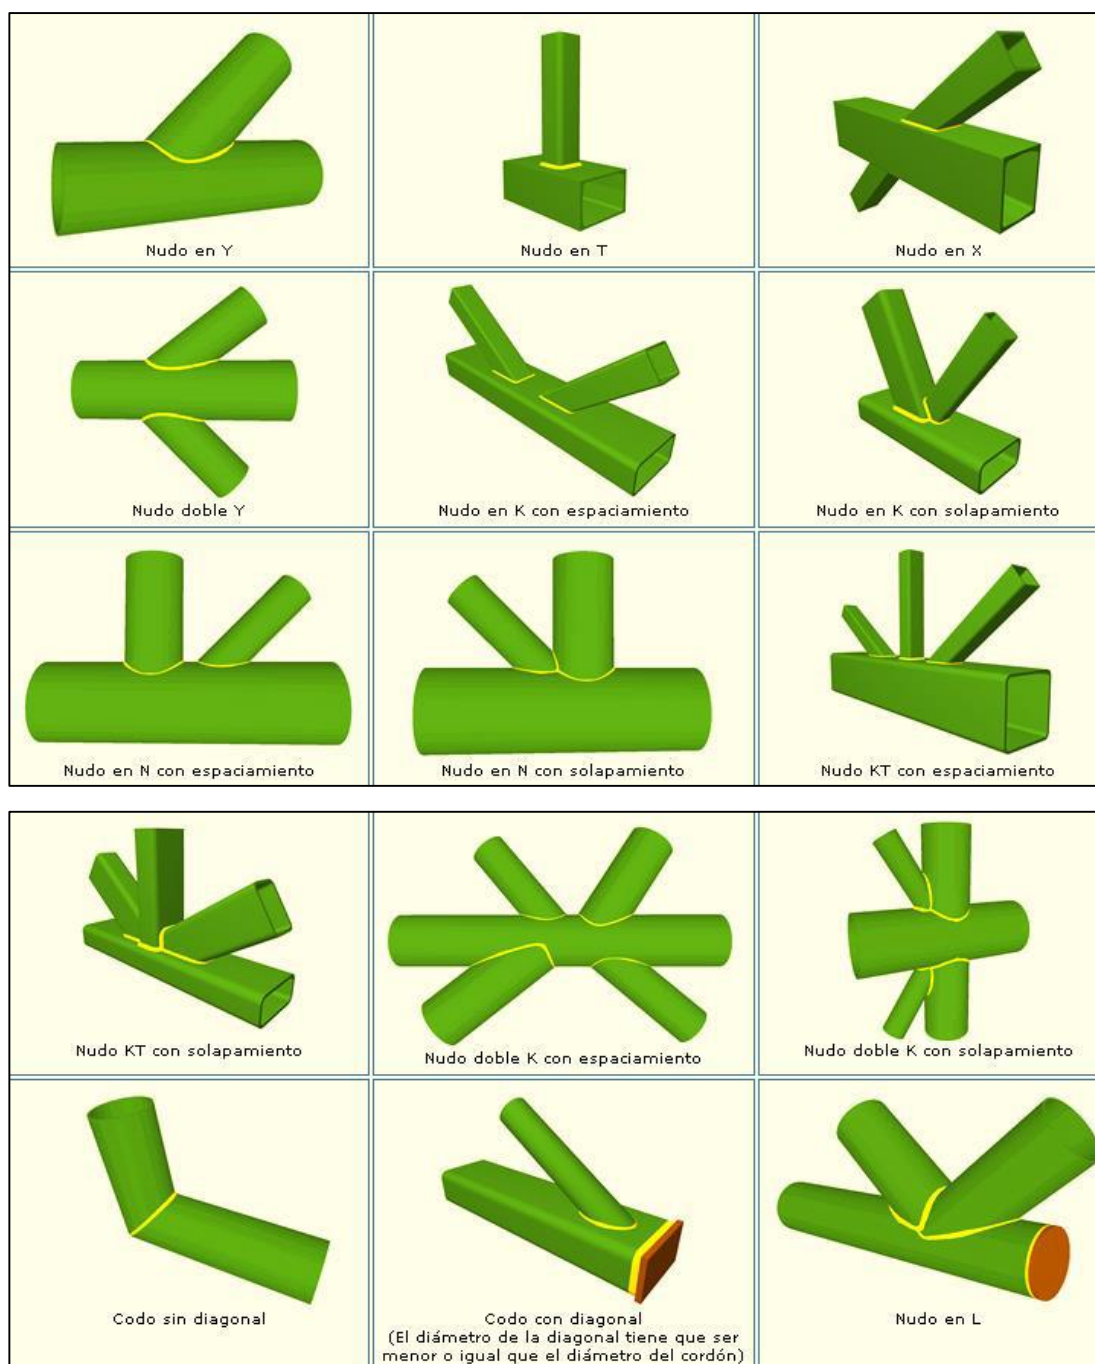 Nudo en Y
Nudo en T
Nudo en X
Nudo doble Y
Nudo en K con espaciamiento
Nudo en K con solapamiento
Nudo en N con espaciamiento
Nudo en N con solapamiento
Nudo KT con espaciamiento
Nudo KT con solapamiento
Nudo doble K con espaciamiento
Nudo doble K con solapamiento
Codo sin diagonal
Codo con diagonal
(El diámetro de la diagonal tiene que ser
menor o igual que el diámetro del cordón)
Nudo en L